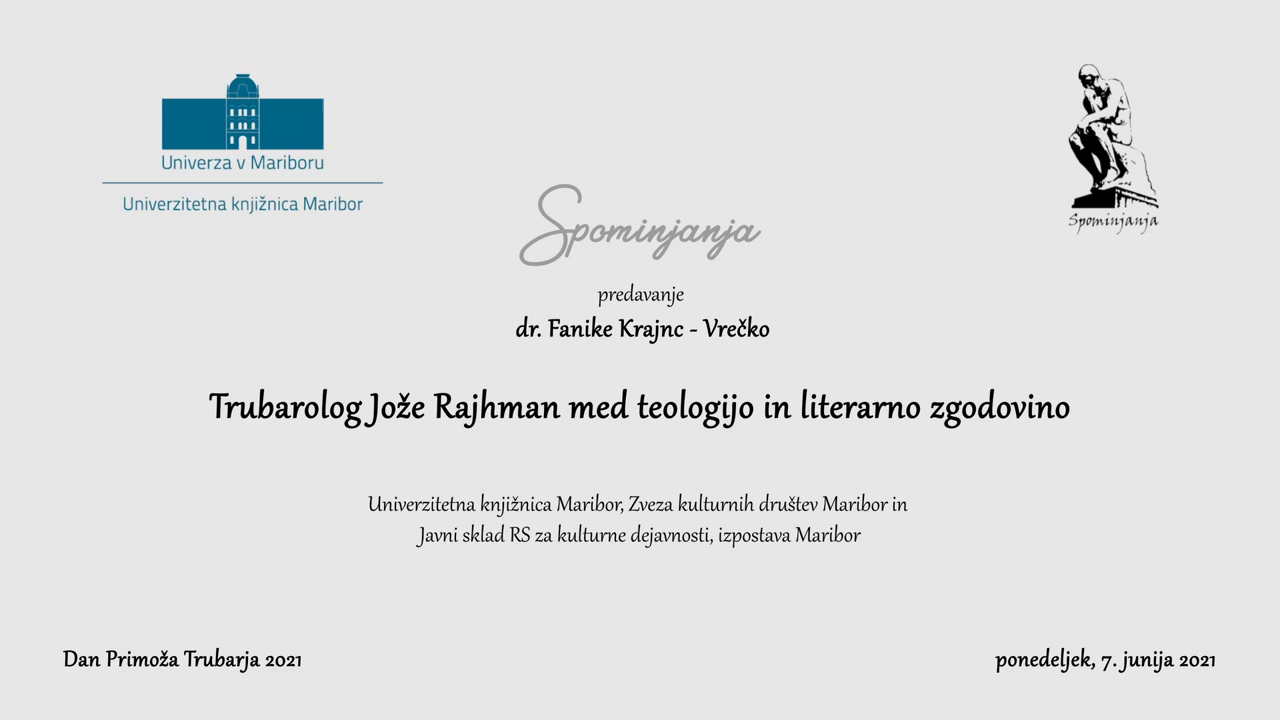 Univerza v Mariboru
Univerzitetna knjižnica Maribor
Spominjanja
Spominjanja
predavanje
dr. Fanike Krajnc - Vrečko
Trubarolog Jože Rajhman med teologijo in literarno zgodovino
Univerzitetna knjižnica Maribor, Zveza kulturnih društev Maribor in
Javni sklad RS za kulturne dejavnosti, izpostava Maribor
Dan Primoža Trubarja 2021
ponedeljek, 7. junija 2021